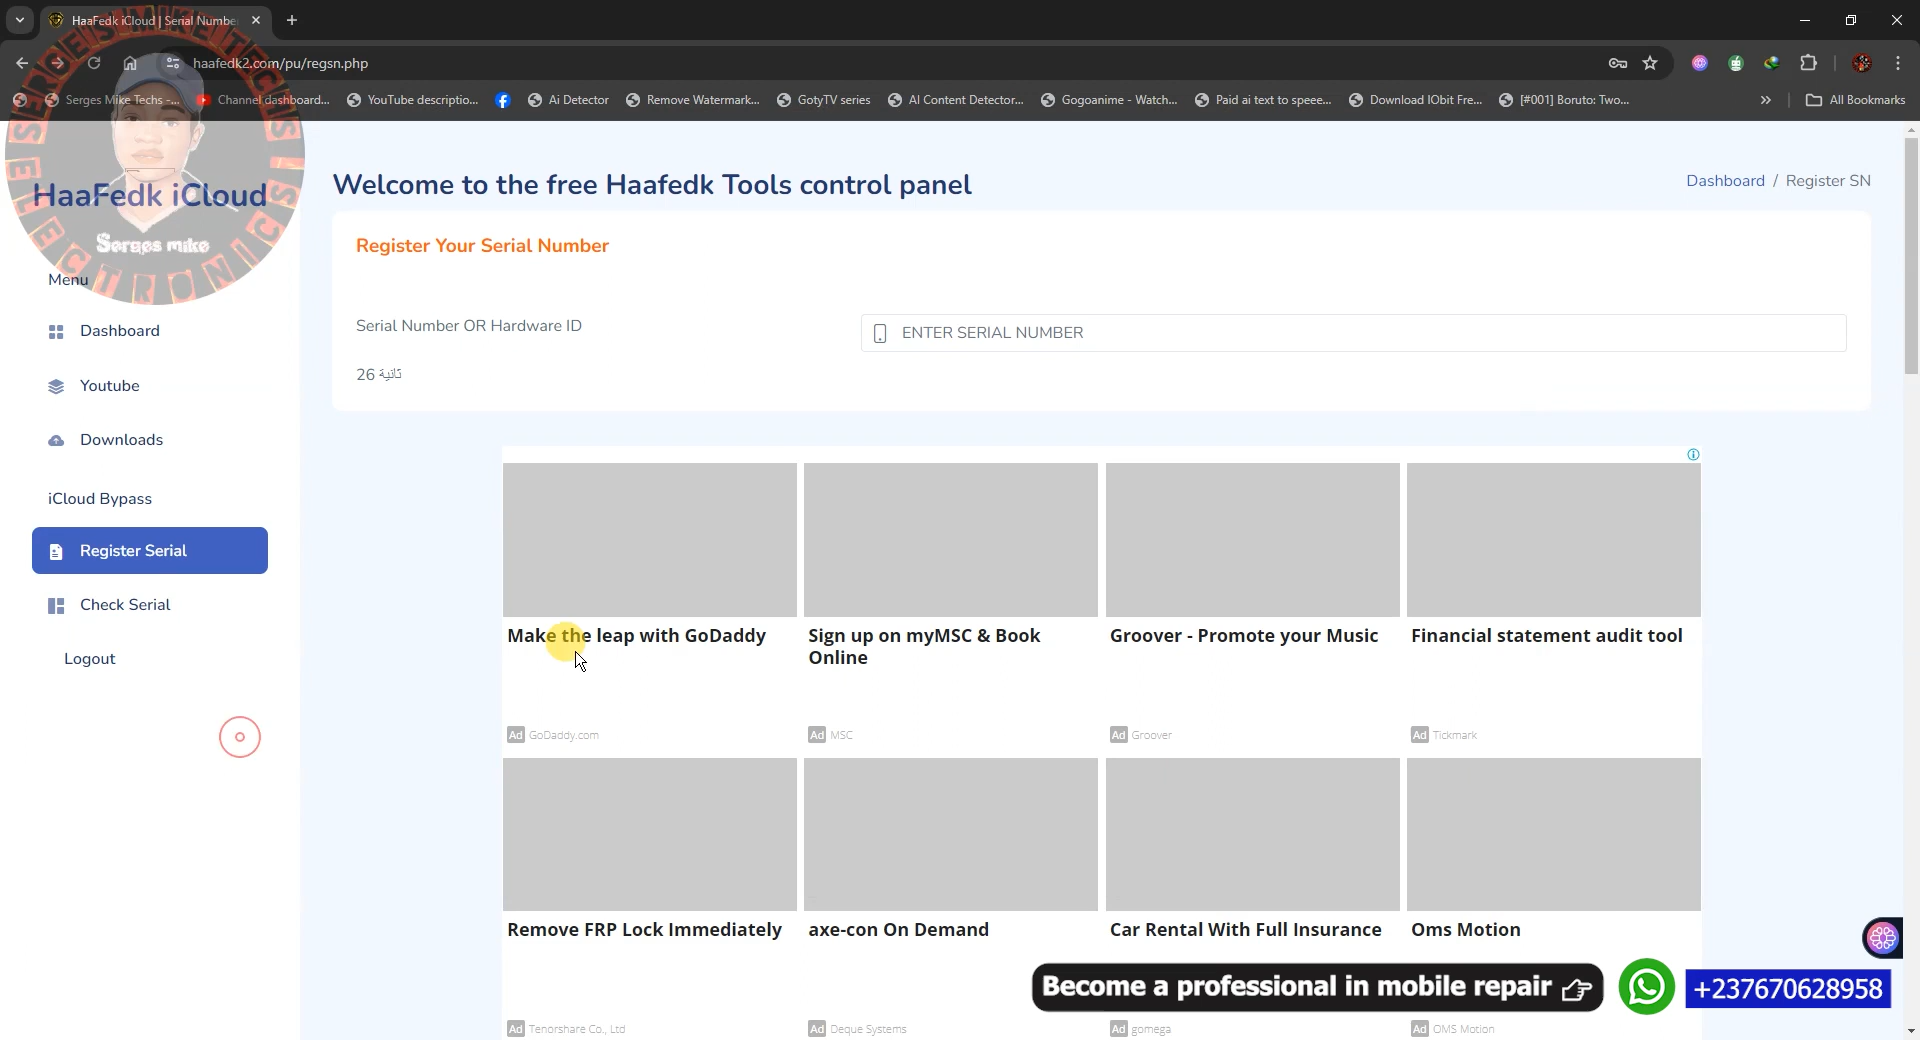 HaaFedk iCloud | Serial Numbe
haafedk2.com/pu/regsn.php
Serges Mike Techs -...
Channel dashboard...
YouTube descriptio...
Ai Detector
Remove Watermark...
GotyTV series
AI Content Detector...
Gogoanime - Watch...
Paid ai text to speee...
Download IObit Fre...
[#001] Boruto: Two...
All Bookmarks
SERGES MIKE TECHS ELECTRONICS
Serges mike
HaaFedk iCloud
Menu
Dashboard
Youtube
Downloads
iCloud Bypass
Register Serial
Check Serial
Logout
Welcome to the free Haafedk Tools control panel
Dashboard / Register SN
Register Your Serial Number
Serial Number OR Hardware ID
ENTER SERIAL NUMBER
26 ثانية
Make the leap with GoDaddy
Ad GoDaddy.com
Sign up on myMSC & Book
Online
Ad MSC
Groover - Promote your Music
Ad Groover
Financial statement audit tool
Ad Tickmark
Remove FRP Lock Immediately
Ad Tenorshare Co., Ltd
axe-con On Demand
Ad Deque Systems
Car Rental With Full Insurance
Ad gomega
Oms Motion
Ad OMS Motion
Become a professional in mobile repair
+237670628958